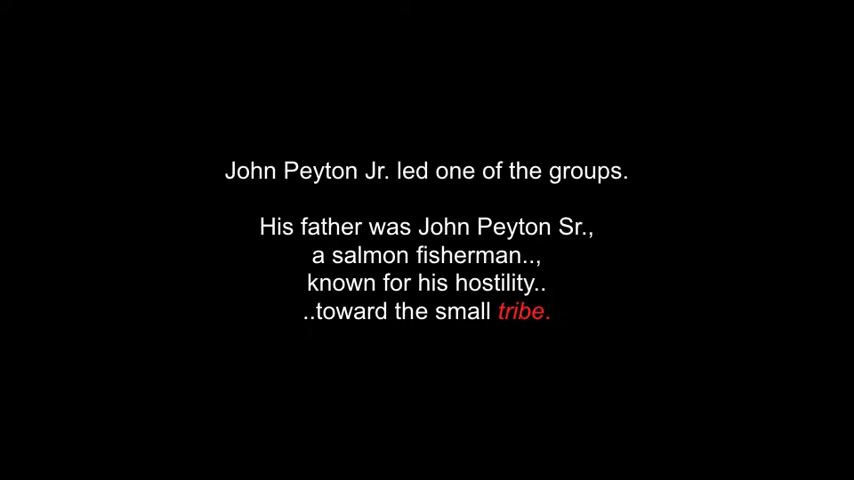 John Peyton Jr. led one of the groups.
His father was John Peyton Sr.,
a salmon fisherman..,
known for his hostility..
..toward the small tribe.